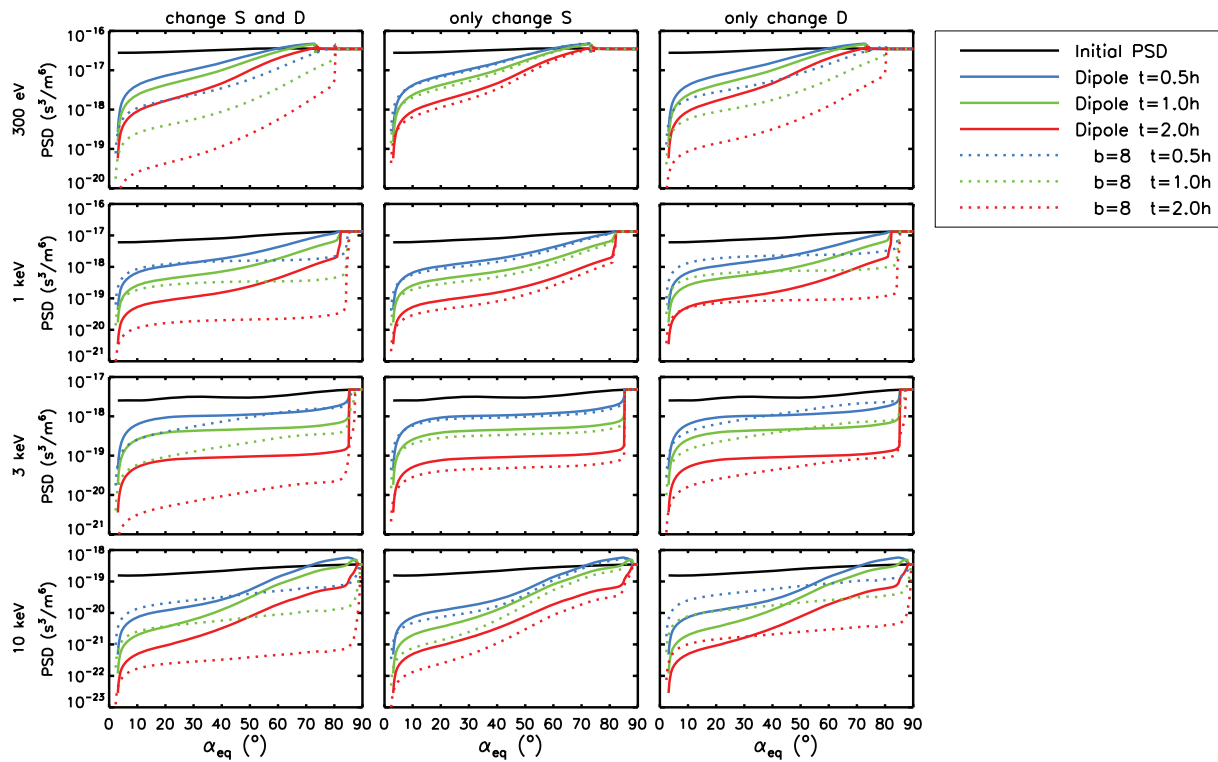 change S and D
only change S
only change D
300 eV
PSD (s³/m⁶)
10⁻¹⁶
10⁻¹⁷
10⁻¹⁸
10⁻¹⁹
10⁻²⁰
Initial PSD
Dipole t=0.5h
Dipole t=1.0h
Dipole t=2.0h
b=8 t=0.5h
b=8 t=1.0h
b=8 t=2.0h
1 keV
PSD (s³/m⁶)
10⁻¹⁶
10⁻¹⁷
10⁻¹⁸
10⁻¹⁹
10⁻²⁰
10⁻²¹
3 keV
PSD (s³/m⁶)
10⁻¹⁷
10⁻¹⁸
10⁻¹⁹
10⁻²⁰
10⁻²¹
10 keV
PSD (s³/m⁶)
10⁻¹⁸
10⁻¹⁹
10⁻²⁰
10⁻²¹
10⁻²²
10⁻²³
0 10 20 30 40 50 60 70 80 90
0 10 20 30 40 50 60 70 80 90
0 10 20 30 40 50 60 70 80 90
α_eq (°)
α_eq (°)
α_eq (°)